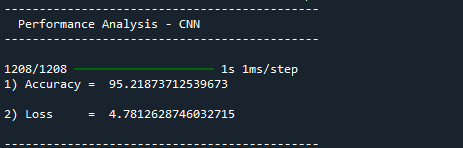 --------------------------------------------
Performance Analysis - CNN
--------------------------------------------
1208/1208 ━━━━━━━━━━━━━━━━━━━━ 1s 1ms/step
1) Accuracy =  95.21873712539673
2) Loss     =  4.7812628746032715
--------------------------------------------